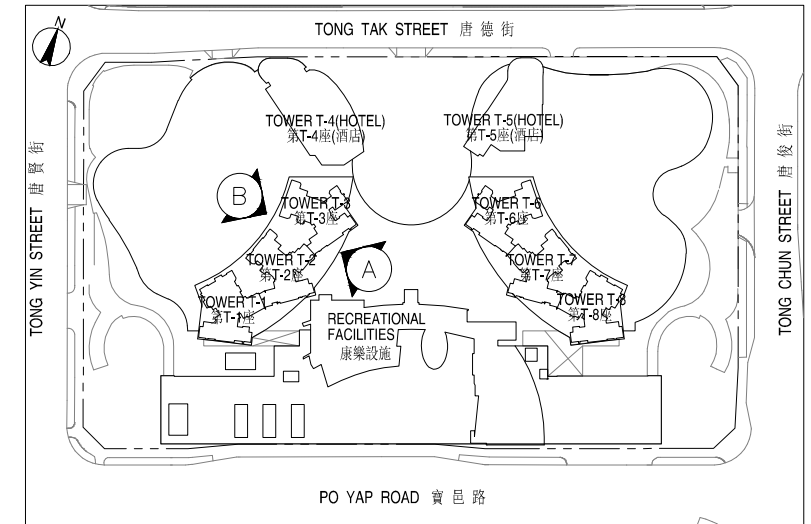 N
TONG TAK STREET 唐德街
TOWER T-4(HOTEL)
第T-4座(酒店)
TOWER T-5(HOTEL)
第T-5座(酒店)
TONG YIN STREET 唐賢街
TONG CHUN STREET 唐俊街
B
TOWER T-3
第T-3座
TOWER T-6
第T-6座
TOWER T-2
第T-2座
A
TOWER T-7
第T-7座
TOWER T-1
第T-1座
TOWER T-8
第T-8座
RECREATIONAL
FACILITIES
康樂設施
PO YAP ROAD 寶邑路